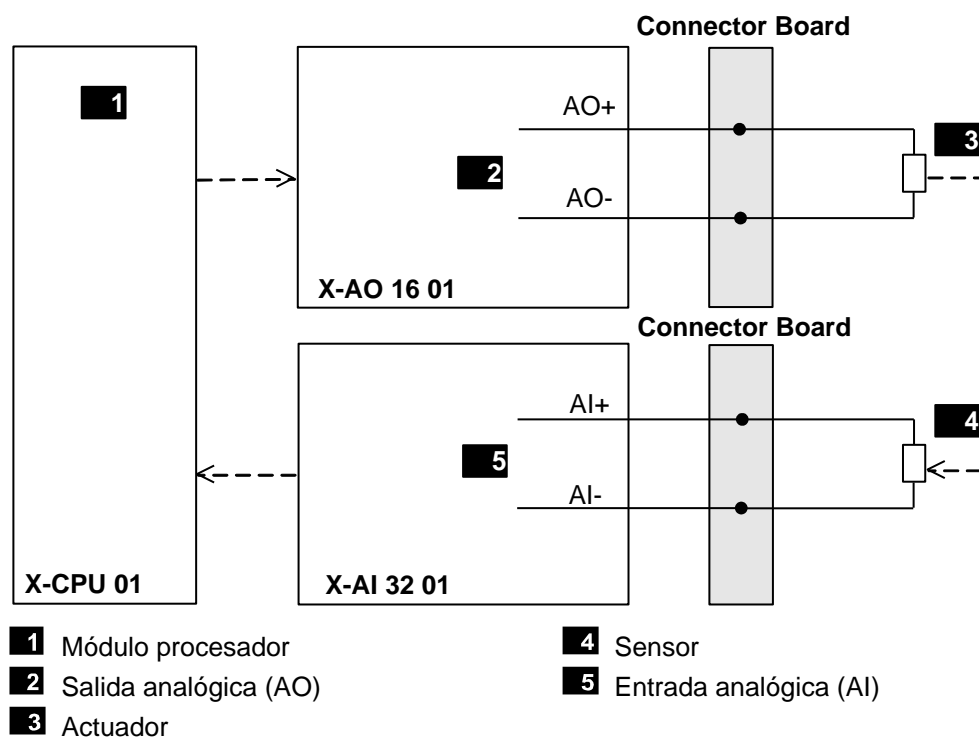 Connector Board
1
AO+
3
2
AO-
X-AO 16 01
Connector Board
AI+
4
5
AI-
X-CPU 01
X-AI 32 01
1 Módulo procesador
2 Salida analógica (AO)
3 Actuador
4 Sensor
5 Entrada analógica (AI)